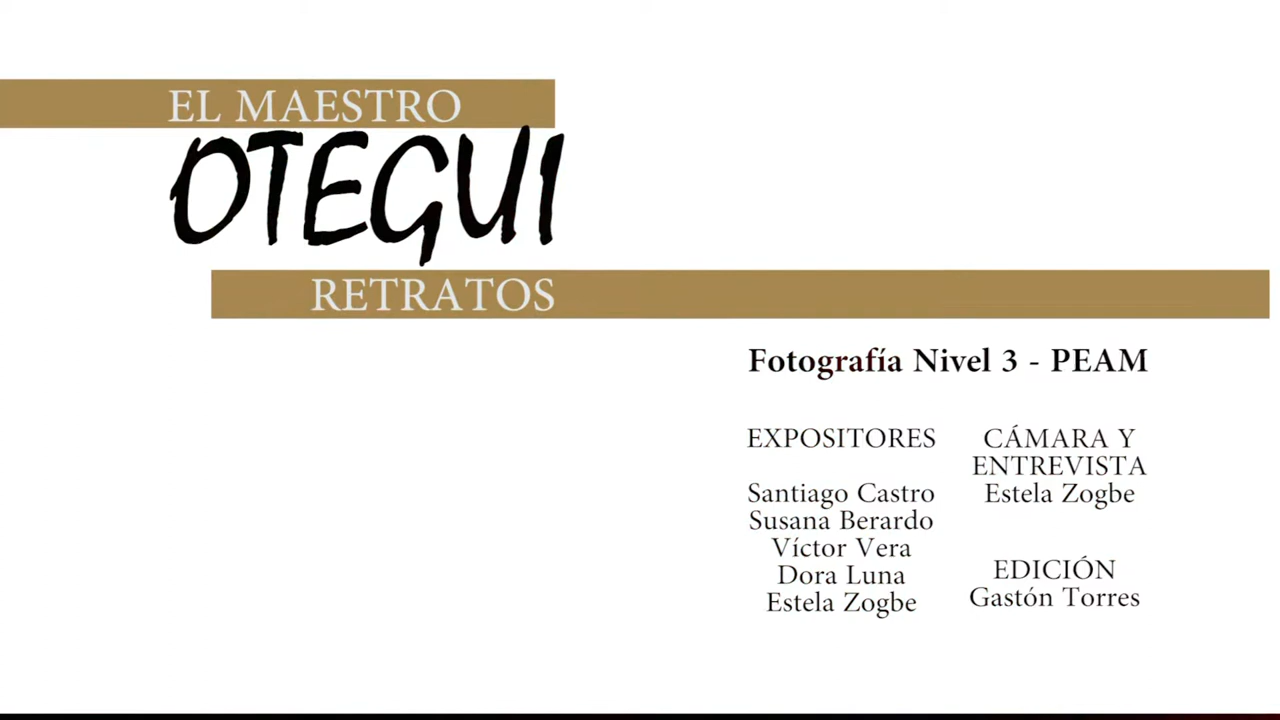 EL MAESTRO
OTEGUI
RETRATOS
Fotografía Nivel 3 - PEAM
EXPOSITORES
Santiago Castro
Susana Berardo
Víctor Vera
Dora Luna
Estela Zogbe
CÁMARA Y
ENTREVISTA
Estela Zogbe
EDICIÓN
Gastón Torres